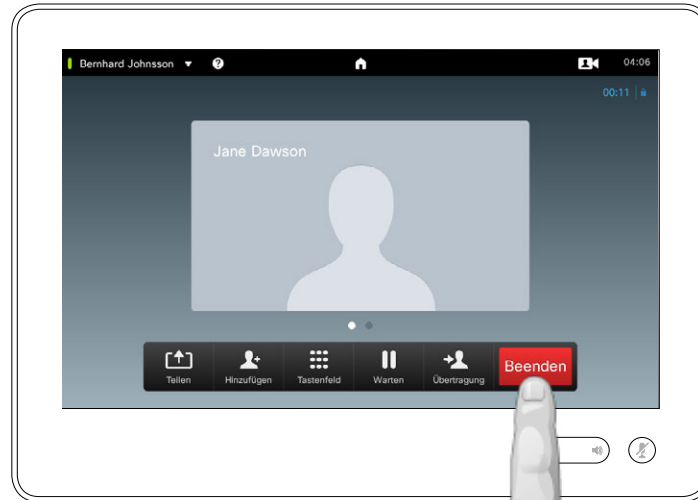 Bernhard Johnsson ? 04:06
00:11
Jane Dawson
Teilen Hinzufügen Tastenfeld Warten Übertragung Beenden